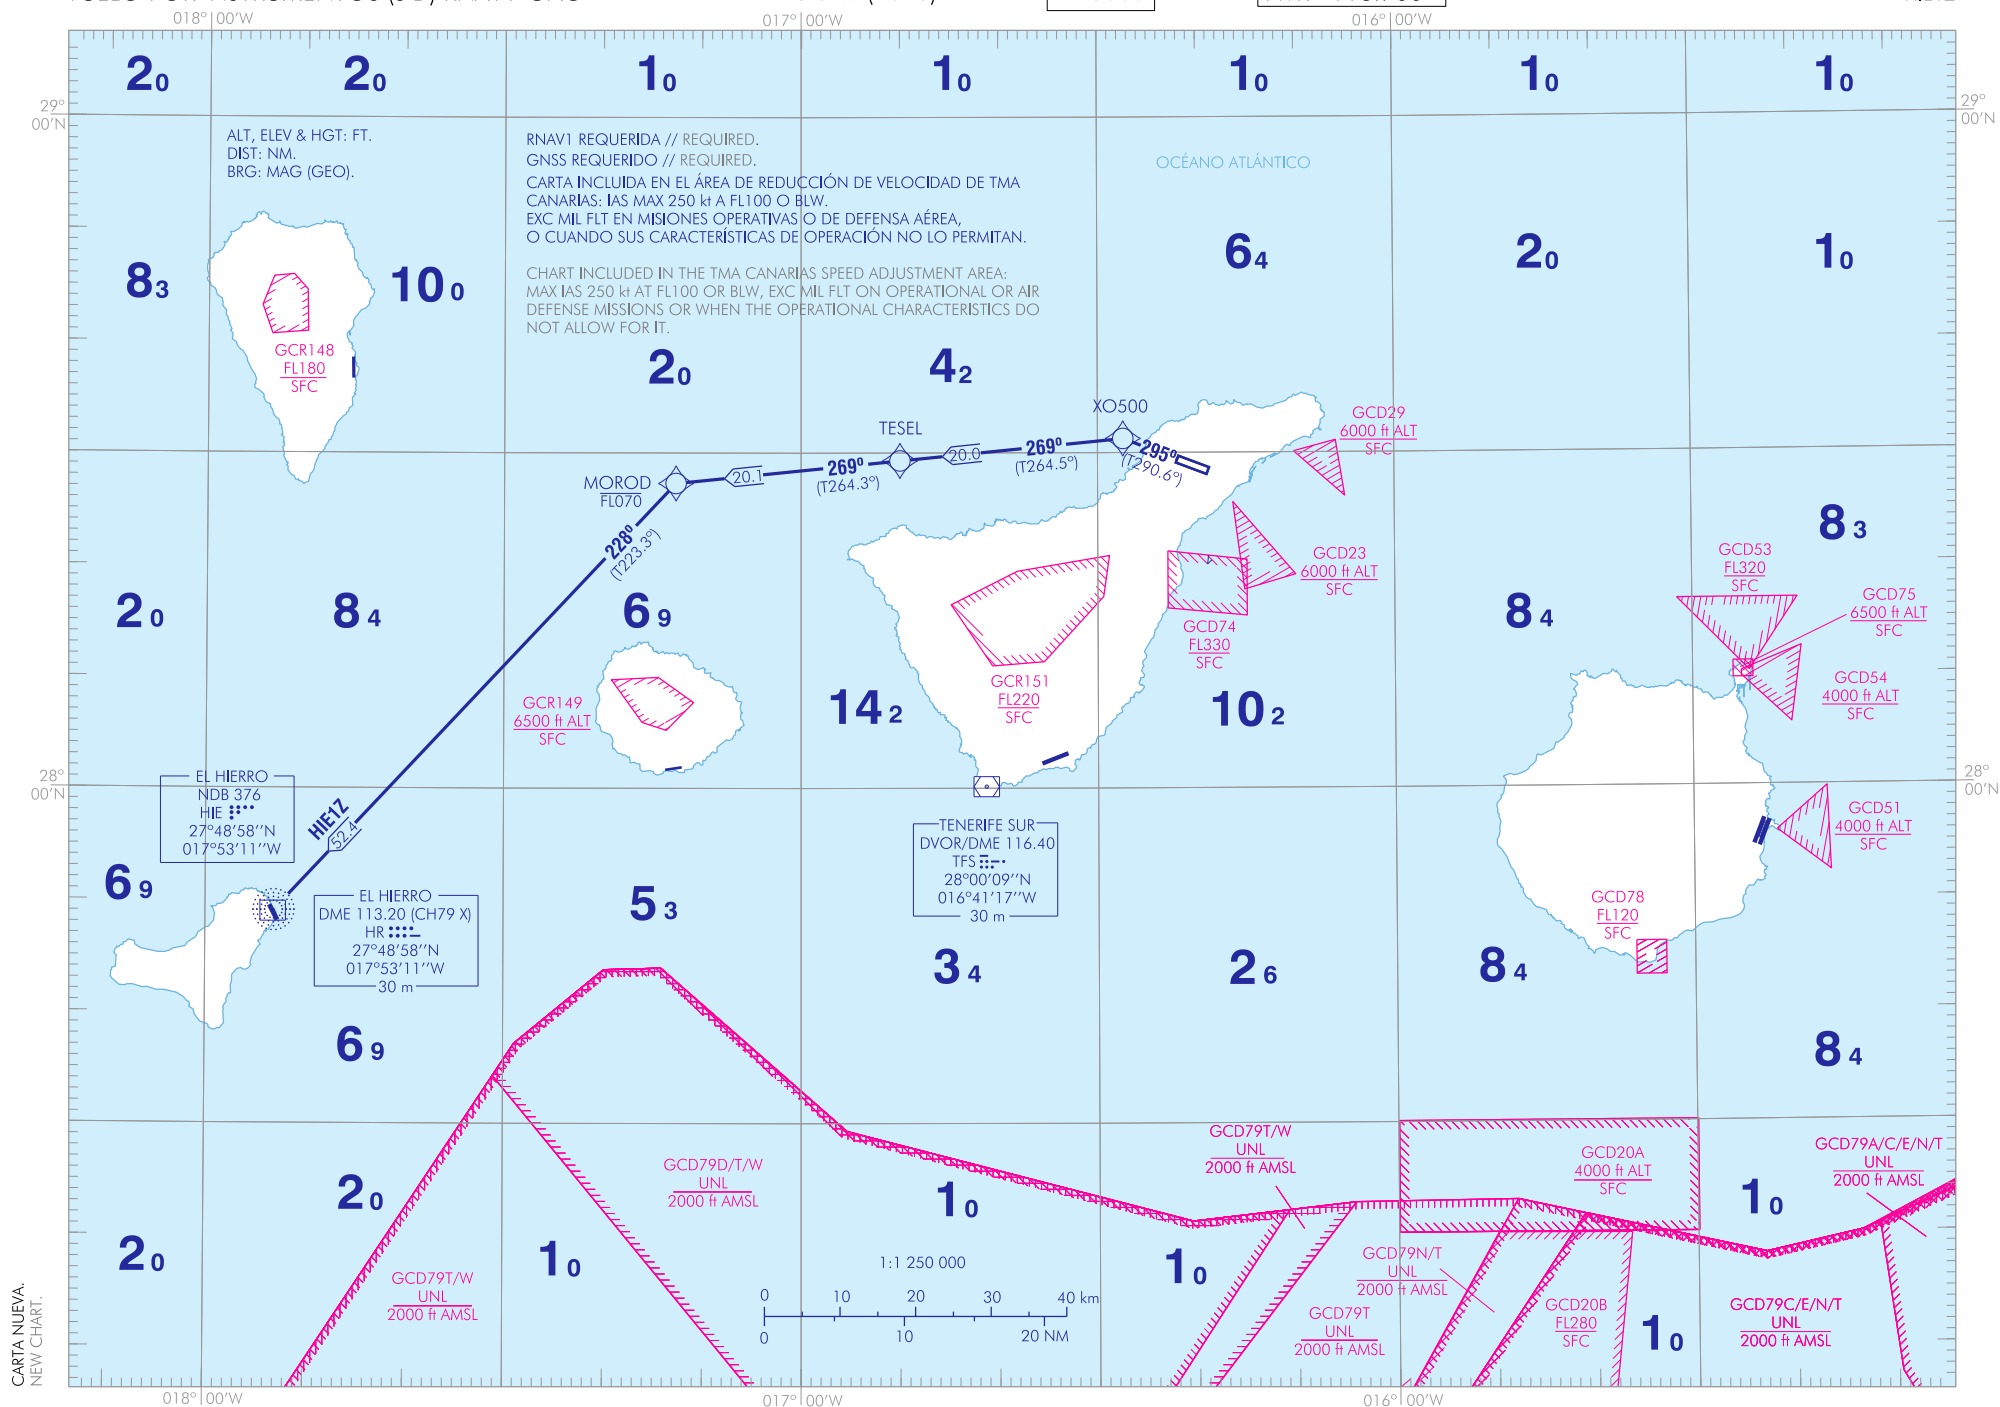 018° 00'W
017° 00'W
016° 00'W
2 0
2 0
1 0
1 0
1 0
1 0
1 0
29°
00'N
29°
00'N
ALT, ELEV & HGT: FT.
DIST: NM.
BRG: MAG (GEO).
RNAV1 REQUERIDA // REQUIRED.
GNSS REQUERIDO // REQUIRED.
CARTA INCLUIDA EN EL ÁREA DE REDUCCIÓN DE VELOCIDAD DE TMA
CANARIAS: IAS MAX 250 kt A FL100 O BLW.
EXC MIL FLT EN MISIONES OPERATIVAS O DE DEFENSA AÉREA,
O CUANDO SUS CARACTERÍSTICAS DE OPERACIÓN NO LO PERMITAN.
CHART INCLUDED IN THE TMA CANARIAS SPEED ADJUSTMENT AREA:
MAX IAS 250 kt AT FL100 OR BLW, EXC MIL FLT ON OPERATIONAL OR AIR
DEFENSE MISSIONS OR WHEN THE OPERATIONAL CHARACTERISTICS DO
NOT ALLOW FOR IT.
OCÉANO ATLÁNTICO
8 3
10 0
6 4
2 0
1 0
GCR148
FL180
SFC
2 0
4 2
XO500
TESEL
MOROD
FL070
20.1
269°
(T264.3°)
20.0
269°
(T264.5°)
295°
(T290.6°)
228°
(T223.3°)
GCD29
6000 ft ALT
SFC
8 3
GCD23
6000 ft ALT
SFC
GCD53
FL320
SFC
GCD75
6500 ft ALT
SFC
2 0
8 4
6 9
8 4
GCD74
FL330
SFC
GCR149
6500 ft ALT
SFC
14 2
GCR151
FL220
SFC
10 2
GCD54
4000 ft ALT
SFC
28°
00'N
28°
00'N
EL HIERRO
NDB 376
HIE
27°48'58''N
017°53'11''W
HIE1Z
52.4
TENERIFE SUR
DVOR/DME 116.40
TFS
28°00'09''N
016°41'17''W
30 m
GCD51
4000 ft ALT
SFC
6 9
EL HIERRO
DME 113.20 (CH79 X)
HR
27°48'58''N
017°53'11''W
30 m
5 3
GCD78
FL120
SFC
3 4
2 6
8 4
6 9
8 4
GCD79D/T/W
UNL
2000 ft AMSL
GCD79T/W
UNL
2000 ft AMSL
GCD20A
4000 ft ALT
SFC
GCD79A/C/E/N/T
UNL
2000 ft AMSL
2 0
1 0
1 0
2 0
1 0
1 0
GCD79T/W
UNL
2000 ft AMSL
1:1 250 000
0 10 20 30 40 km
0 10 20 NM
GCD79N/T
UNL
2000 ft AMSL
GCD79T
UNL
2000 ft AMSL
GCD20B
FL280
SFC
1 0
GCD79C/E/N/T
UNL
2000 ft AMSL
CARTA NUEVA.
NEW CHART.
018° 00'W
017° 00'W
016° 00'W